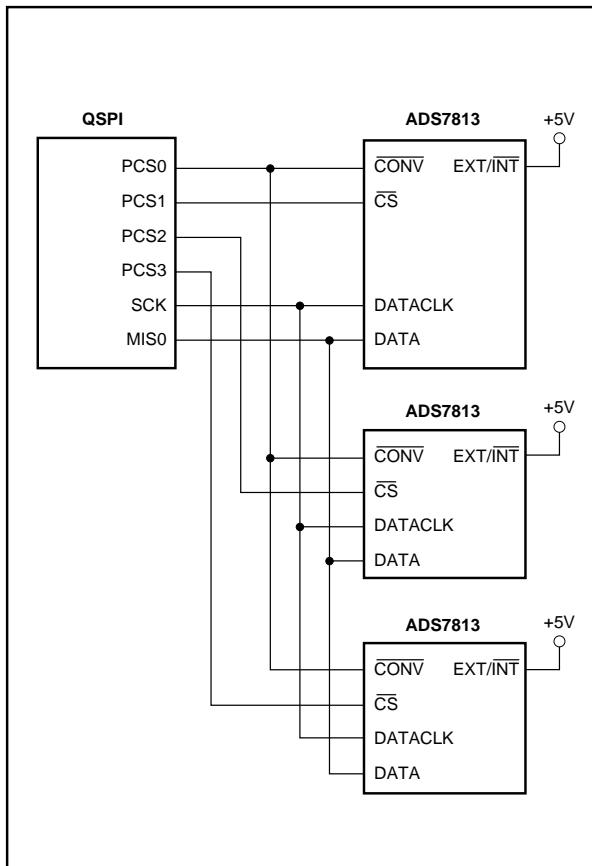 QSPI
PCS0
PCS1
PCS2
PCS3
SCK
MIS0
ADS7813
+5V
CONV EXT/INT
CS
DATACLK
DATA
ADS7813
+5V
CONV EXT/INT
CS
DATACLK
DATA
ADS7813
+5V
CONV EXT/INT
CS
DATACLK
DATA